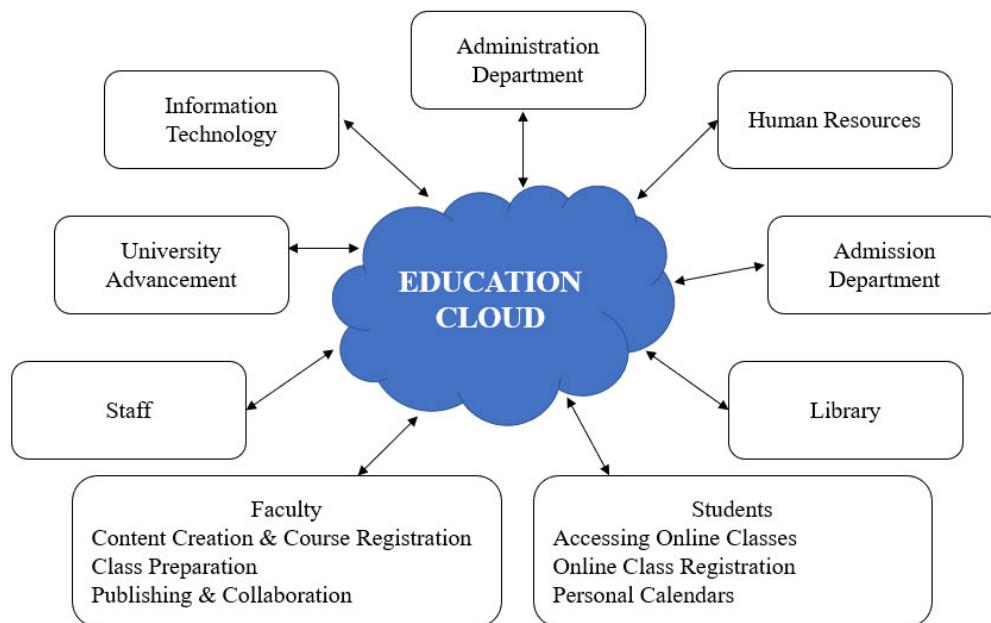 Administration
Department
Information
Technology
Human Resources
University
Advancement
EDUCATION
CLOUD
Admission
Department
Staff
Library
Faculty
Content Creation & Course Registration
Class Preparation
Publishing & Collaboration
Students
Accessing Online Classes
Online Class Registration
Personal Calendars